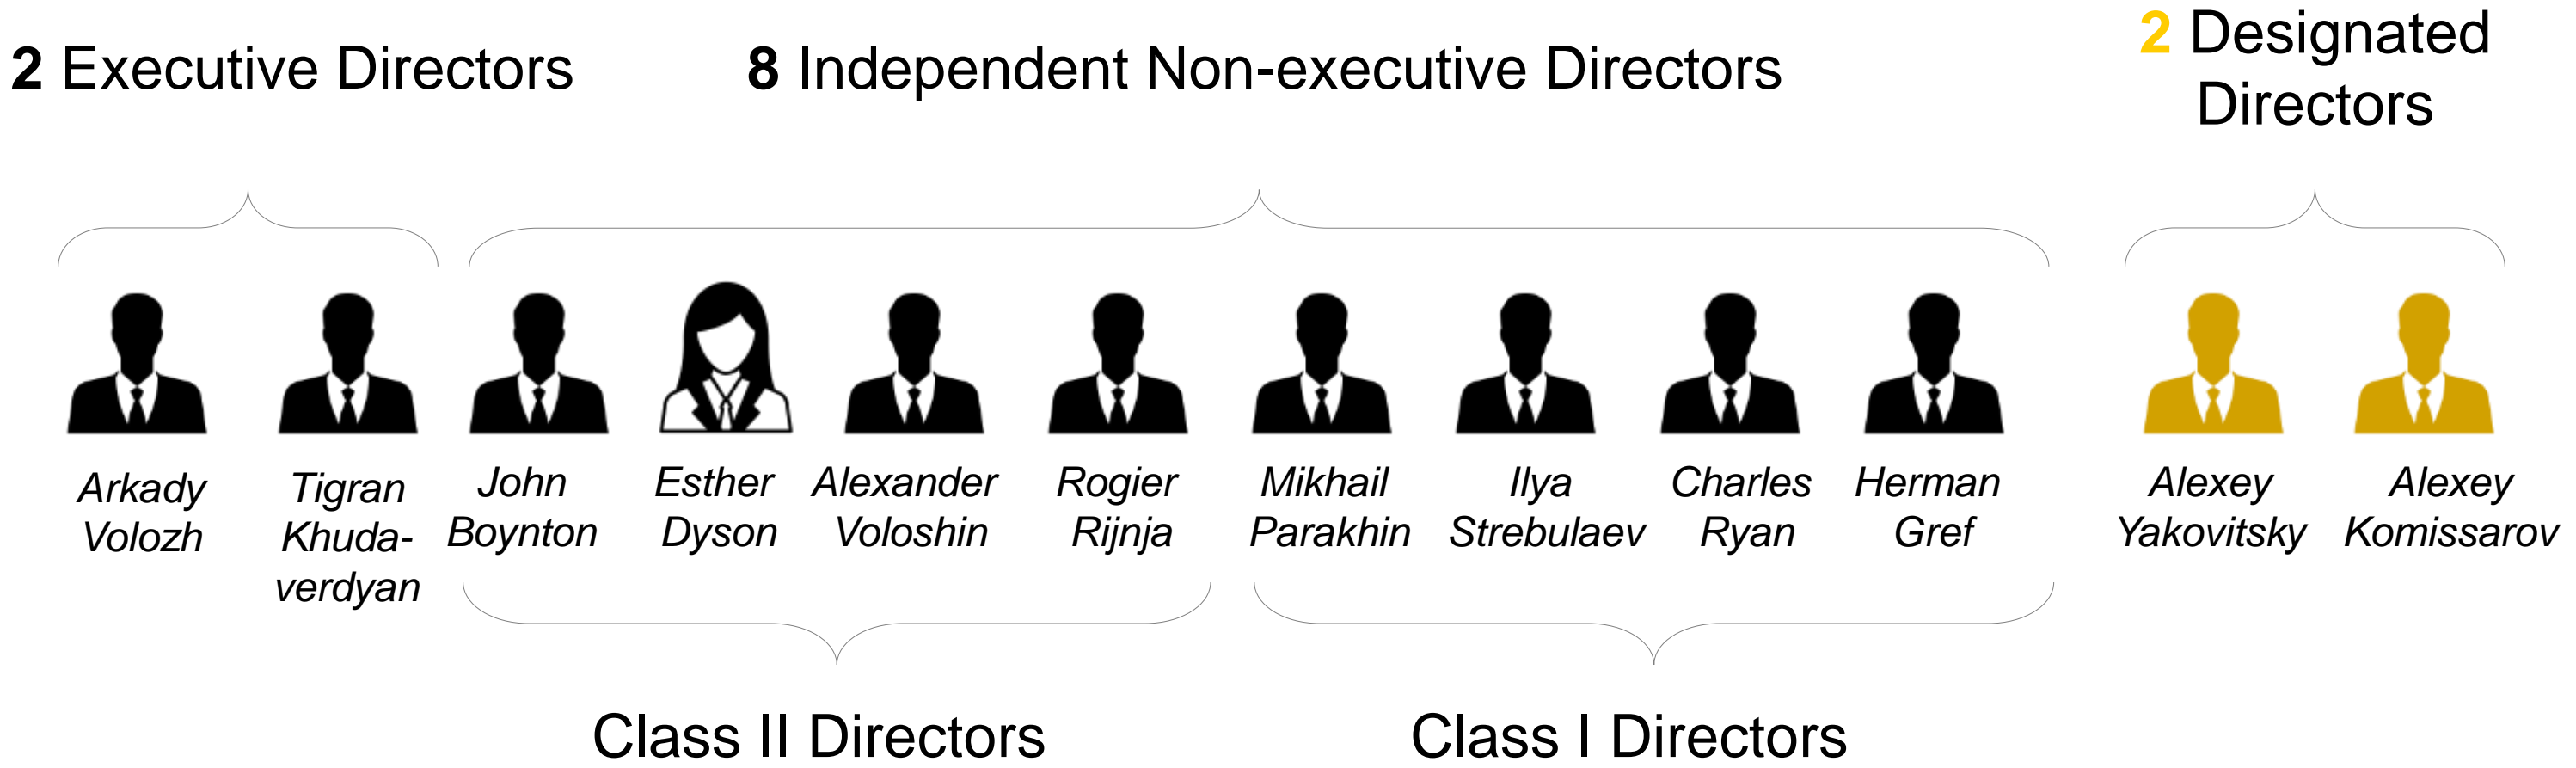 2 Executive Directors
8 Independent Non-executive Directors
2 Designated
Directors
Arkady
Volozh
Tigran
Khuda-
verdyan
John
Boynton
Esther
Dyson
Alexander
Voloshin
Rogier
Rijnja
Mikhail
Parakhin
Ilya
Strebulaev
Charles
Ryan
Herman
Gref
Alexey
Yakovitsky
Alexey
Komissarov
Class II Directors
Class I Directors